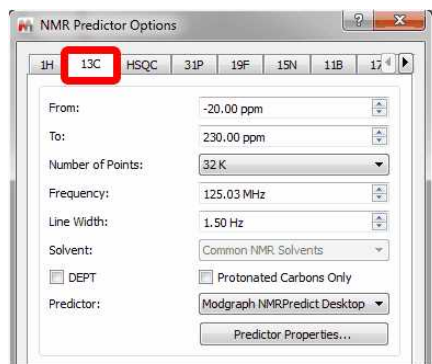 NMR Predictor Options
1H 13C HSQC 31P 19F 15N 11B
From: -20.00 ppm
To: 230.00 ppm
Number of Points: 32 K
Frequency: 125.03 MHz
Line Width: 1.50 Hz
Solvent: Common NMR Solvents
DEPT Protonated Carbons Only
Predictor: Modgraph NMRPredict Desktop
Predictor Properties...